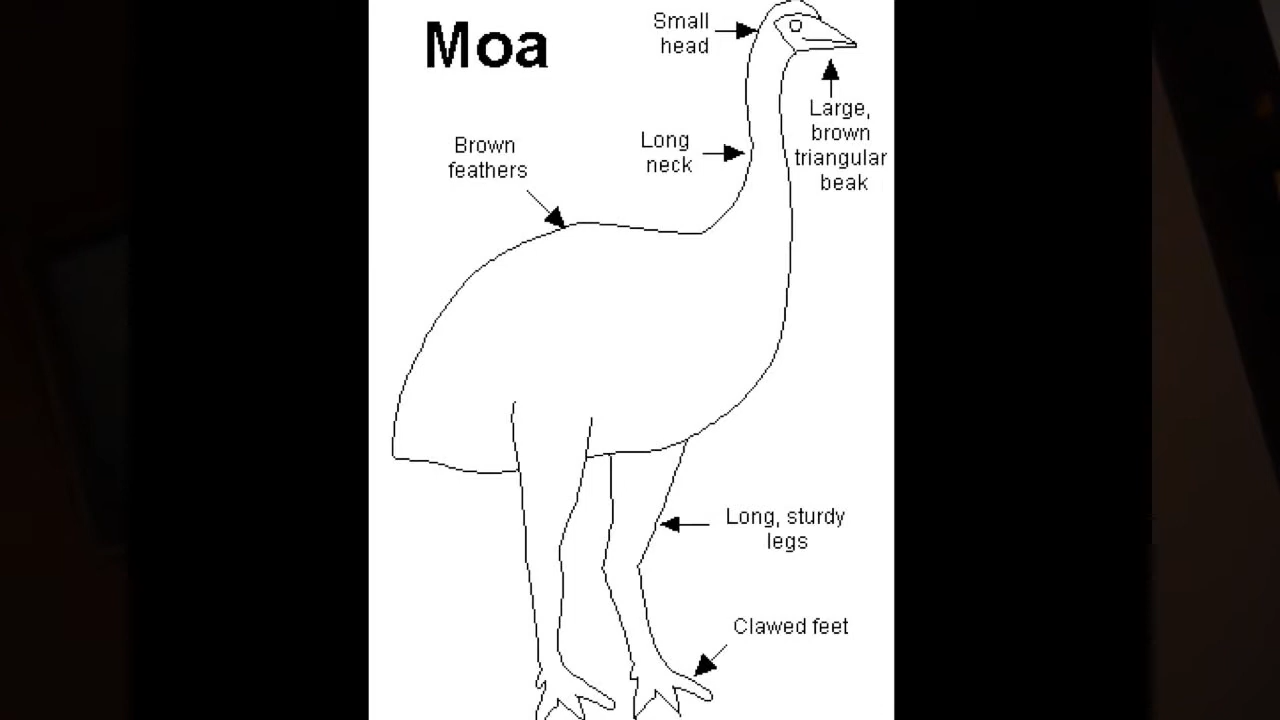 Moa
Small
head
Large,
brown
triangular
beak
Long
neck
Brown
feathers
Long, sturdy
legs
Clawed feet